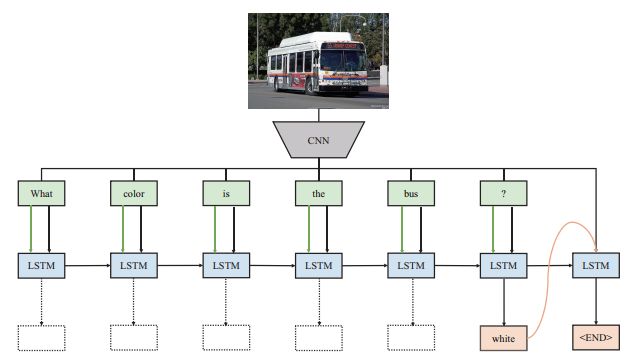 CNN
What color is the bus ?
LSTM LSTM LSTM LSTM LSTM LSTM LSTM
white <END>